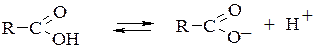 R–C(=O)OH ⇌ R–C(=O)O⁻ + H⁺